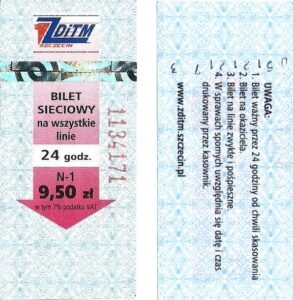 ZDiTM
SZCZECIN
BILET
SIECIOWY
na wszystkie
linie
24 godz.
N-1
9,50 zł
w tym 7% podatku VAT
UWAGA:
1. Bilet ważny przez 24 godziny od chwili skasowania
2. Bilet na okaziciela.
3. Bilet na linie zwykłe i pośpieszne.
4. W sprawach spornych uwzględnia się datę i czas
drukowany przez kasownik.
www.zditm.szczecin.pl